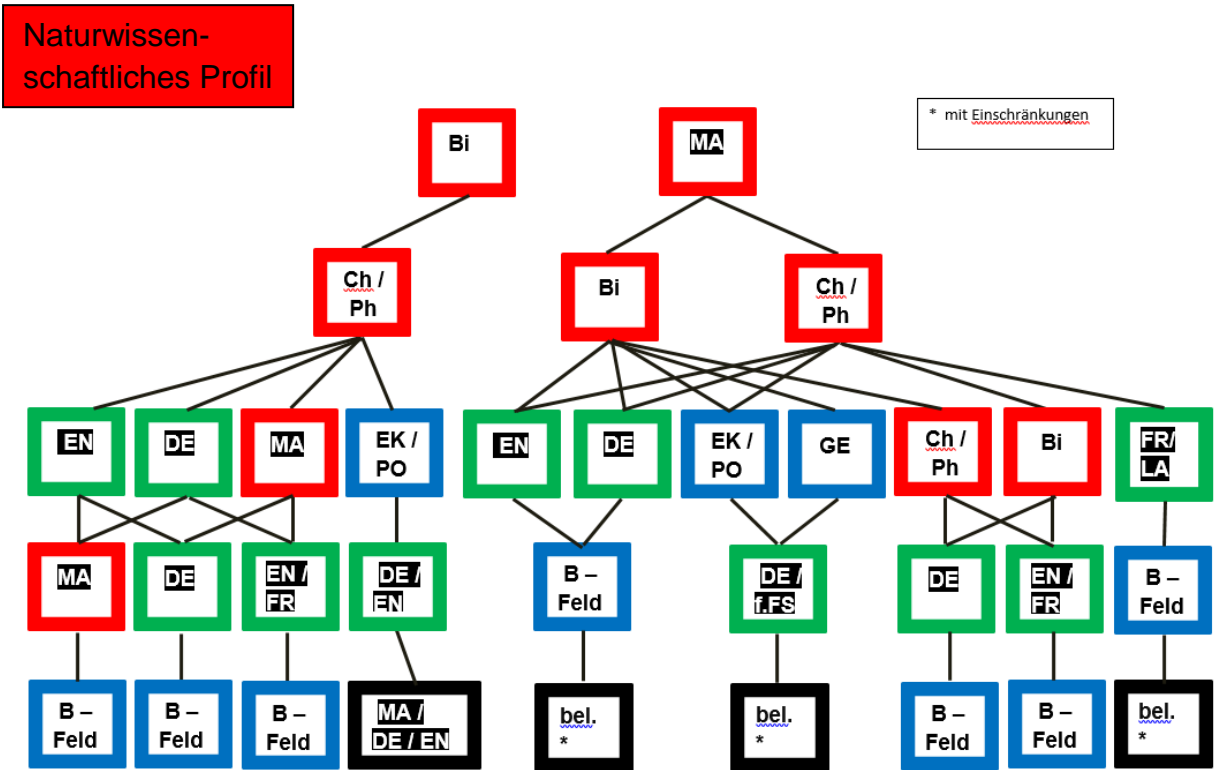 Naturwissen-
schaftliches Profil
* mit Einschränkungen
Bi
MA
Ch /
Ph
Bi
Ch /
Ph
EN
DE
MA
EK /
PO
EN
DE
EK /
PO
GE
Ch /
Ph
Bi
FR/
LA
MA
DE
EN /
FR
DE /
EN
B –
Feld
DE /
f.FS
DE
EN /
FR
B –
Feld
B –
Feld
B –
Feld
B –
Feld
MA /
DE / EN
bel.
*
bel.
*
B –
Feld
B –
Feld
bel.
*